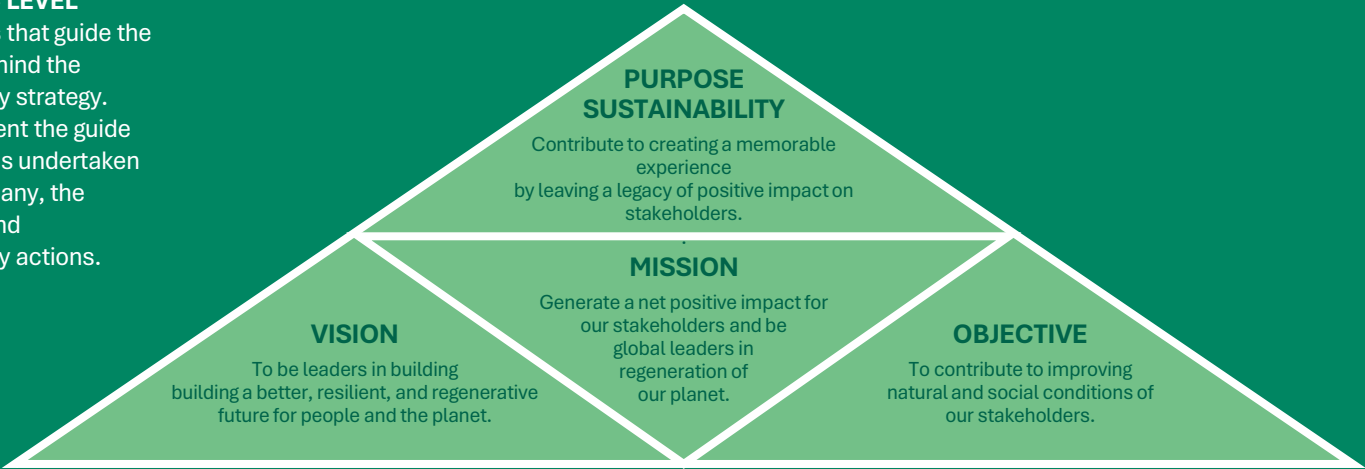 LEVEL
that guide the
the
y strategy.
ent the guide
s undertaken
any, the
nd
y actions.
PURPOSE
SUSTAINABILITY
Contribute to creating a memorable
experience
by leaving a legacy of positive impact on
stakeholders.
.
MISSION
Generate a net positive impact for
our stakeholders and be
global leaders in
regeneration of
our planet.
VISION
To be leaders in building
building a better, resilient, and regenerative
future for people and the planet.
OBJECTIVE
To contribute to improving
natural and social conditions of
our stakeholders.